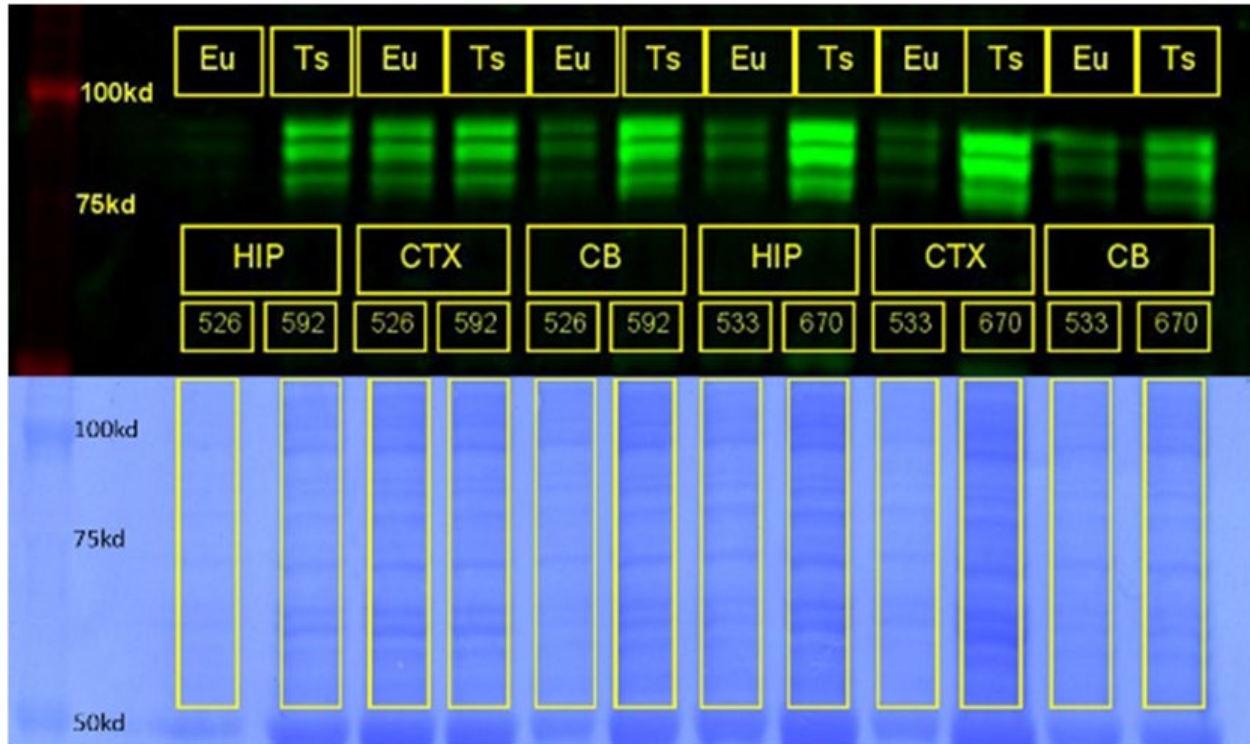 Eu Ts Eu Ts Eu Ts Eu Ts Eu Ts Eu Ts
100kd
75kd
HIP CTX CB HIP CTX CB
526 592 526 592 526 592 533 670 533 670 533 670
100kd
75kd
50kd